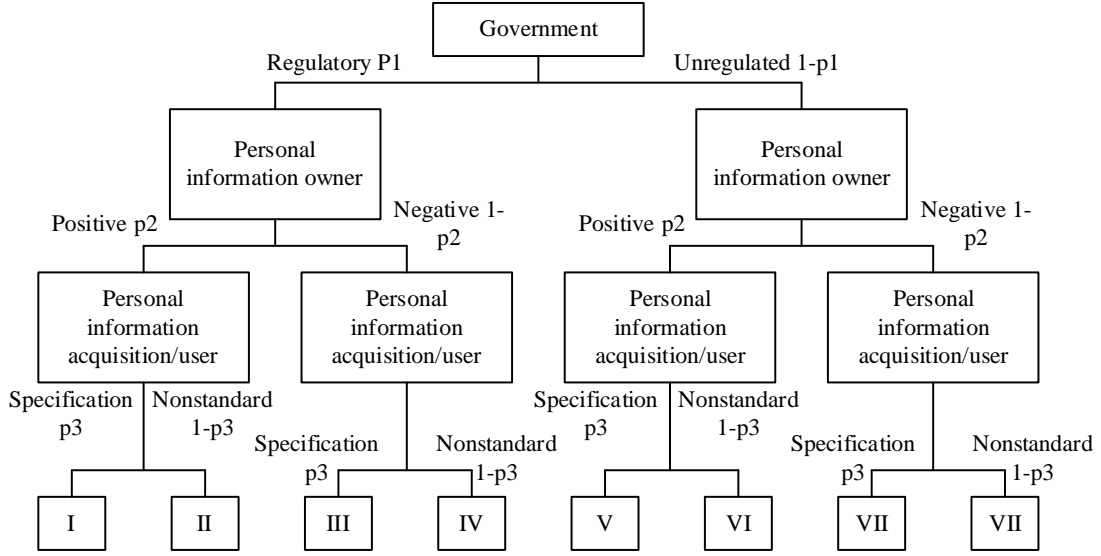 Government
Regulatory P1
Unregulated 1-p1
Personal
information owner
Personal
information owner
Positive p2
Negative 1-
p2
Positive p2
Negative 1-
p2
Personal
information
acquisition/user
Personal
information
acquisition/user
Personal
information
acquisition/user
Personal
information
acquisition/user
Specification
p3
Nonstandard
1-p3
Specification
p3
Nonstandard
1-p3
Specification
p3
Nonstandard
1-p3
Specification
p3
Nonstandard
1-p3
I
II
III
IV
V
VI
VII
VII